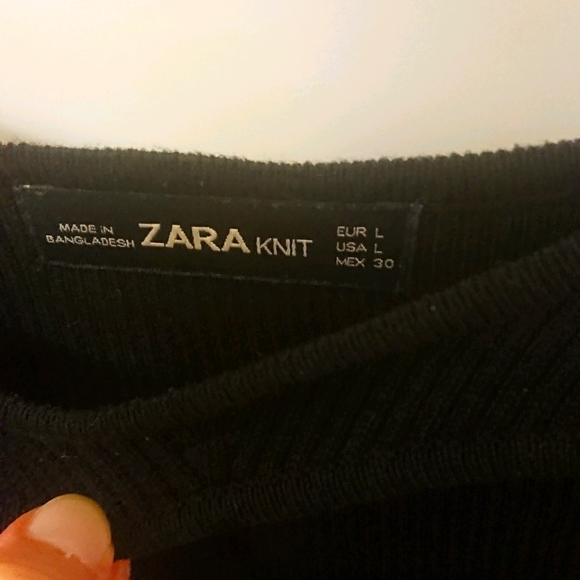 MADE IN
BANGLADESH
ZARA KNIT
EUR L
USA L
MEX 30